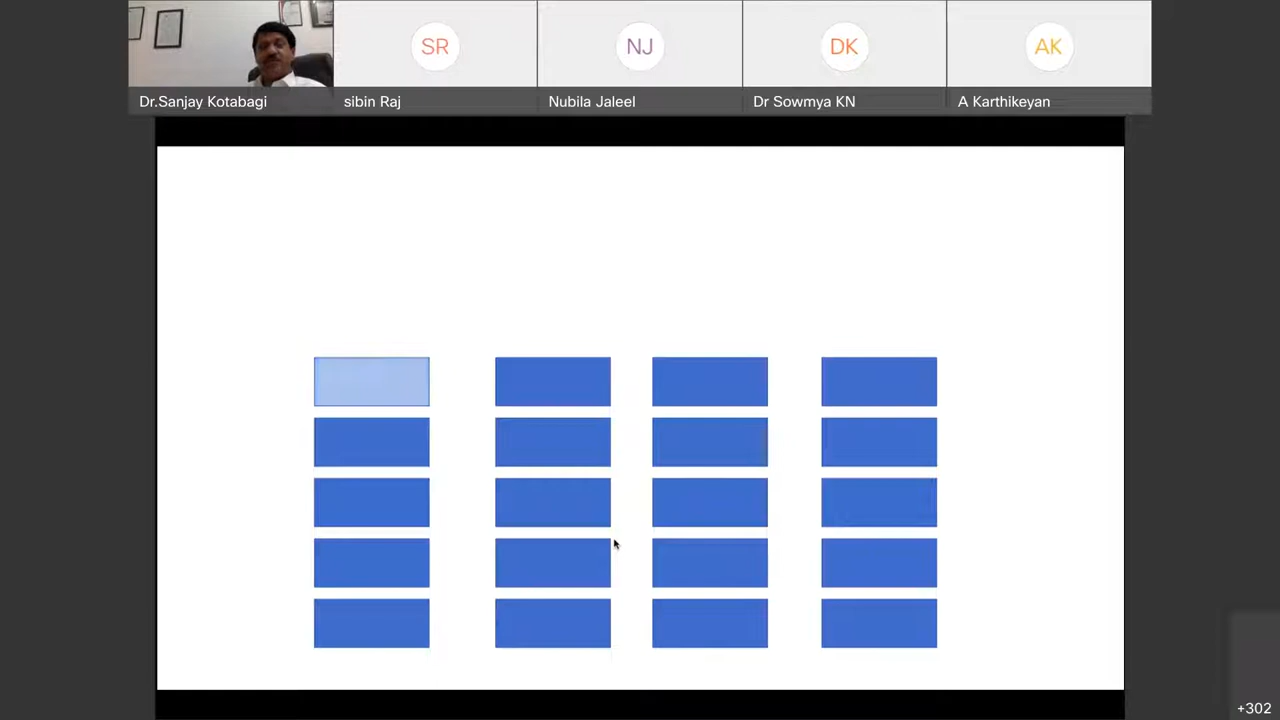 SR
NJ
DK
AK
Dr.Sanjay Kotabagi
sibin Raj
Nubila Jaleel
Dr Sowmya KN
A Karthikeyan
+302